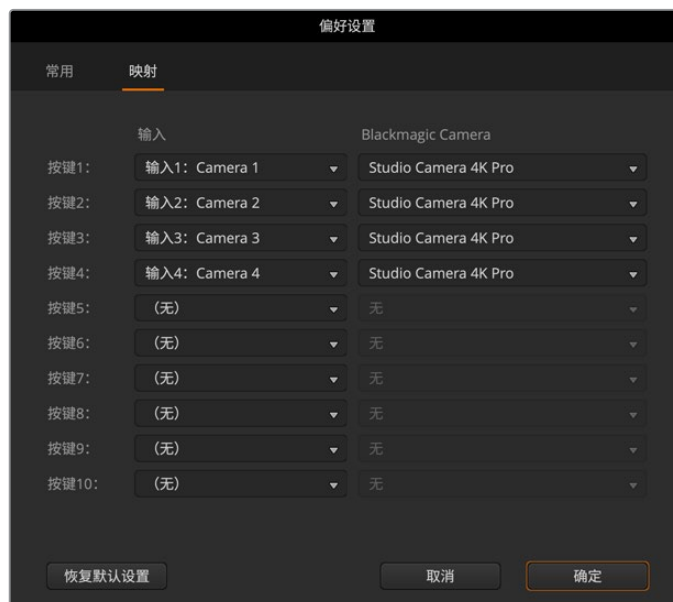 偏好设置
常用 映射
输入 Blackmagic Camera
按键1： 输入1：Camera 1 Studio Camera 4K Pro
按键2： 输入2：Camera 2 Studio Camera 4K Pro
按键3： 输入3：Camera 3 Studio Camera 4K Pro
按键4： 输入4：Camera 4 Studio Camera 4K Pro
按键5： （无） 无
按键6： （无） 无
按键7： （无） 无
按键8： （无） 无
按键9： （无） 无
按键10： （无） 无
恢复默认设置 取消 确定